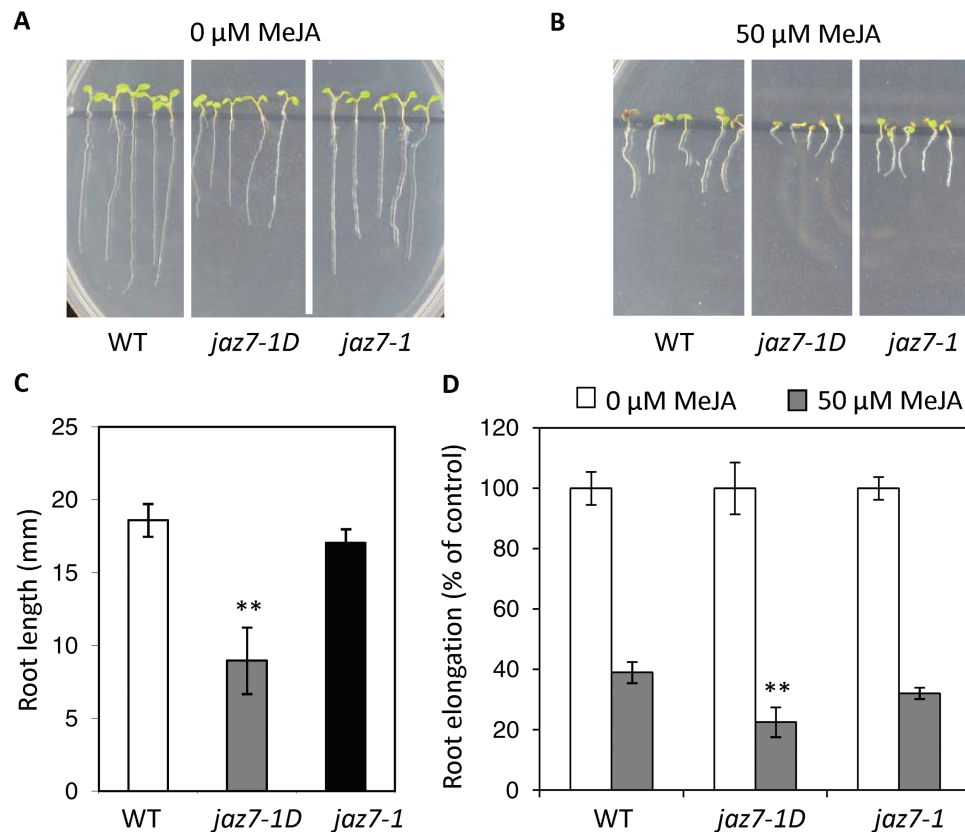 A
0 µM MeJA
WT jaz7-1D jaz7-1
B
50 µM MeJA
WT jaz7-1D jaz7-1
C
Root length (mm)
25
20
15
10
5
0
**
WT jaz7-1D jaz7-1
D
0 µM MeJA 50 µM MeJA
Root elongation (% of control)
120
100
80
60
40
20
0
**
WT jaz7-1D jaz7-1